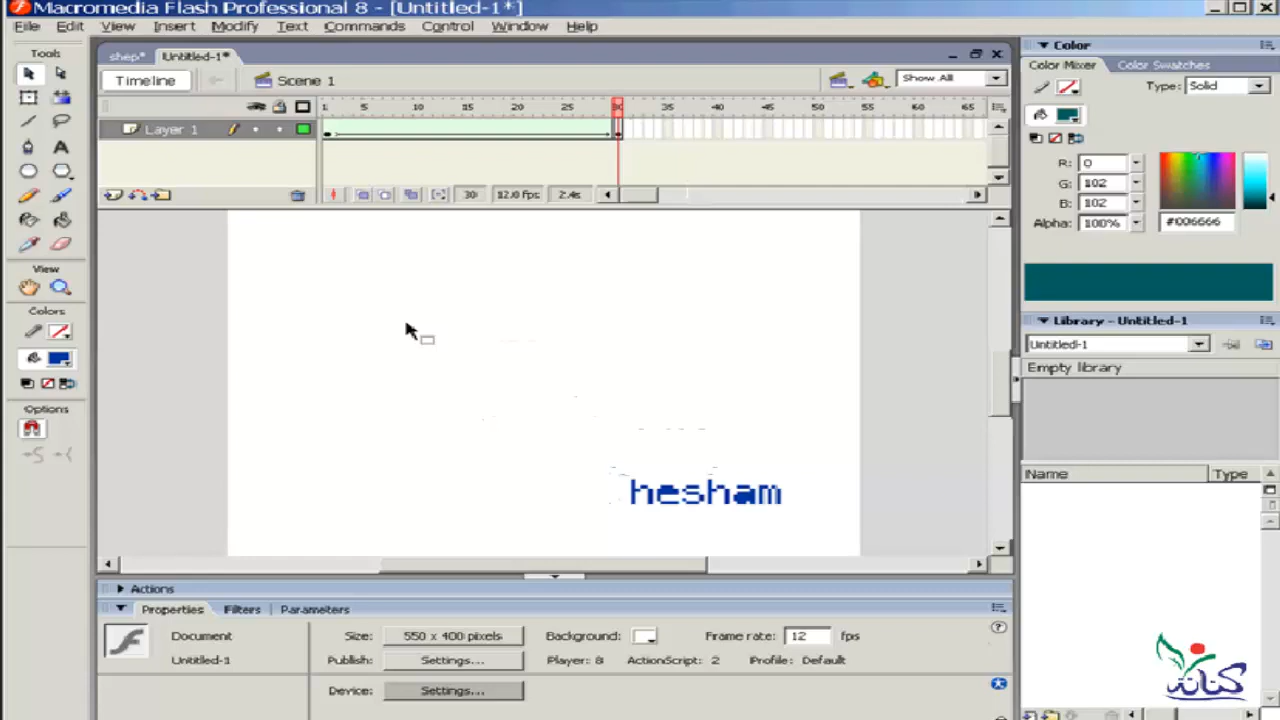 Macromedia Flash Professional 8 - [Untitled-1*]
File Edit View Insert Modify Text Commands Control Window Help
Tools
shep* Untitled-1*
Timeline Scene 1 Show All
1 5 10 15 20 25 30 35 40 45 50 55 60 65
Layer 1
30 12.0 fps 2.4s
View
Colors
Options
hesham
Color
Color Mixer Color Swatches
Type: Solid
R: 0
G: 102
B: 102
Alpha: 100% #006666
Library - Untitled-1
Untitled-1
Empty library
Name Type
Actions
Properties Filters Parameters
Document Size: 550 x 400 pixels Background: Frame rate: 12 fps
Untitled-1 Publish: Settings... Player: 8 ActionScript: 2 Profile: Default
Device: Settings...
كنانة